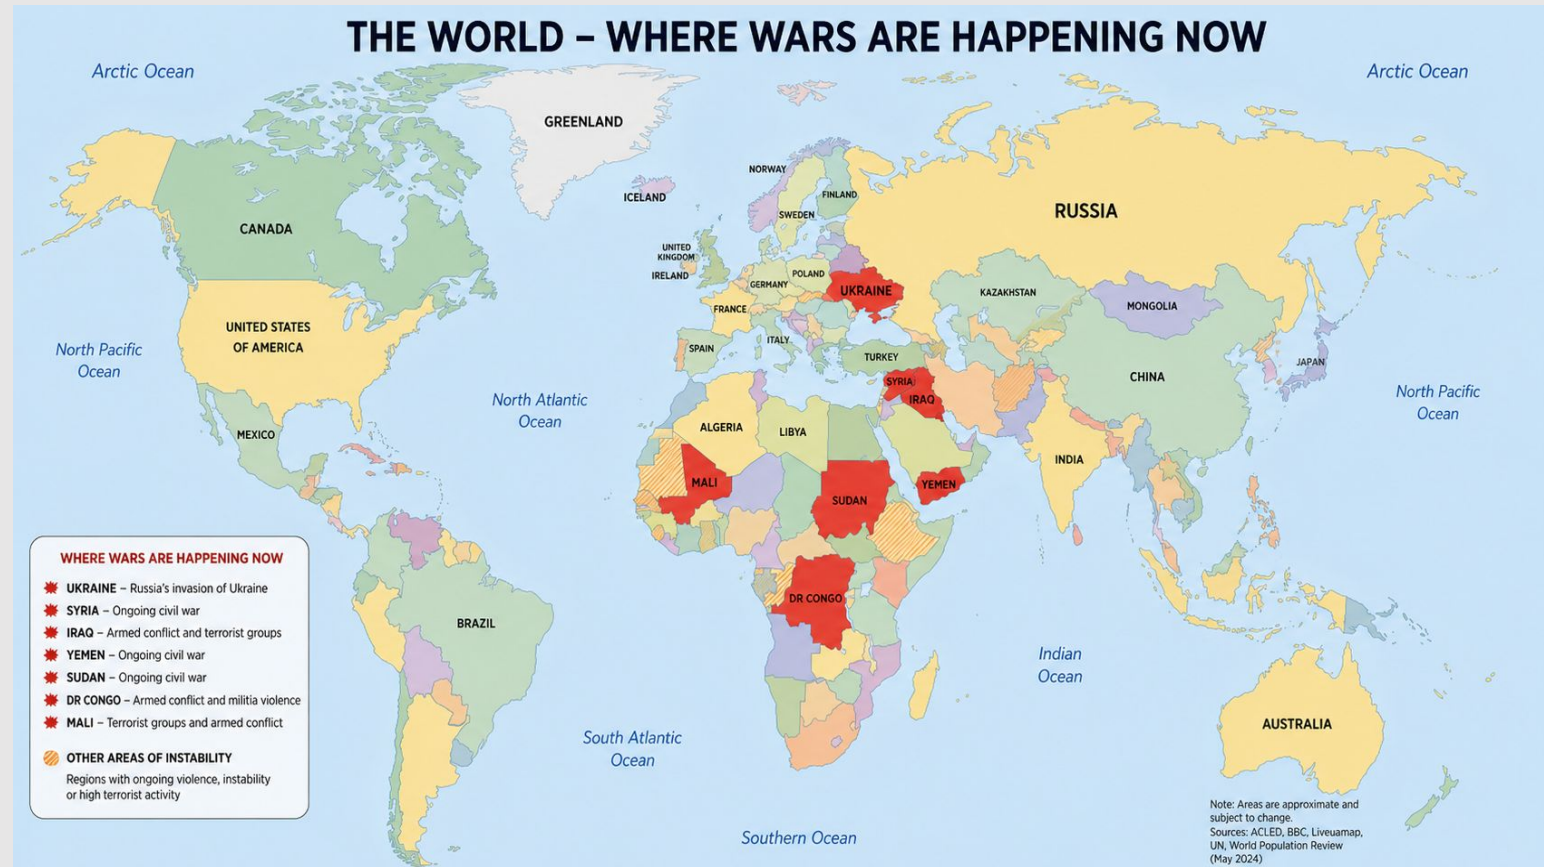 THE WORLD – WHERE WARS ARE HAPPENING NOW
Arctic Ocean
Arctic Ocean
GREENLAND
ICELAND
NORWAY
FINLAND
SWEDEN
RUSSIA
CANADA
UNITED
KINGDOM
IRELAND
POLAND
GERMANY
UKRAINE
FRANCE
KAZAKHSTAN
MONGOLIA
UNITED STATES
OF AMERICA
ITALY
SPAIN
TURKEY
JAPAN
North Pacific
Ocean
CHINA
SYRIA
IRAQ
North Atlantic
Ocean
North Pacific
Ocean
MEXICO
ALGERIA
LIBYA
INDIA
MALI
SUDAN
YEMEN
DR CONGO
BRAZIL
Indian
Ocean
South Atlantic
Ocean
AUSTRALIA
Southern Ocean
WHERE WARS ARE HAPPENING NOW
UKRAINE – Russia's invasion of Ukraine
SYRIA – Ongoing civil war
IRAQ – Armed conflict and terrorist groups
YEMEN – Ongoing civil war
SUDAN – Ongoing civil war
DR CONGO – Armed conflict and militia violence
MALI – Terrorist groups and armed conflict
OTHER AREAS OF INSTABILITY
Regions with ongoing violence, instability
or high terrorist activity
Note: Areas are approximate and
subject to change.
Sources: ACLED, BBC, Liveuamap,
UN, World Population Review
(May 2024)